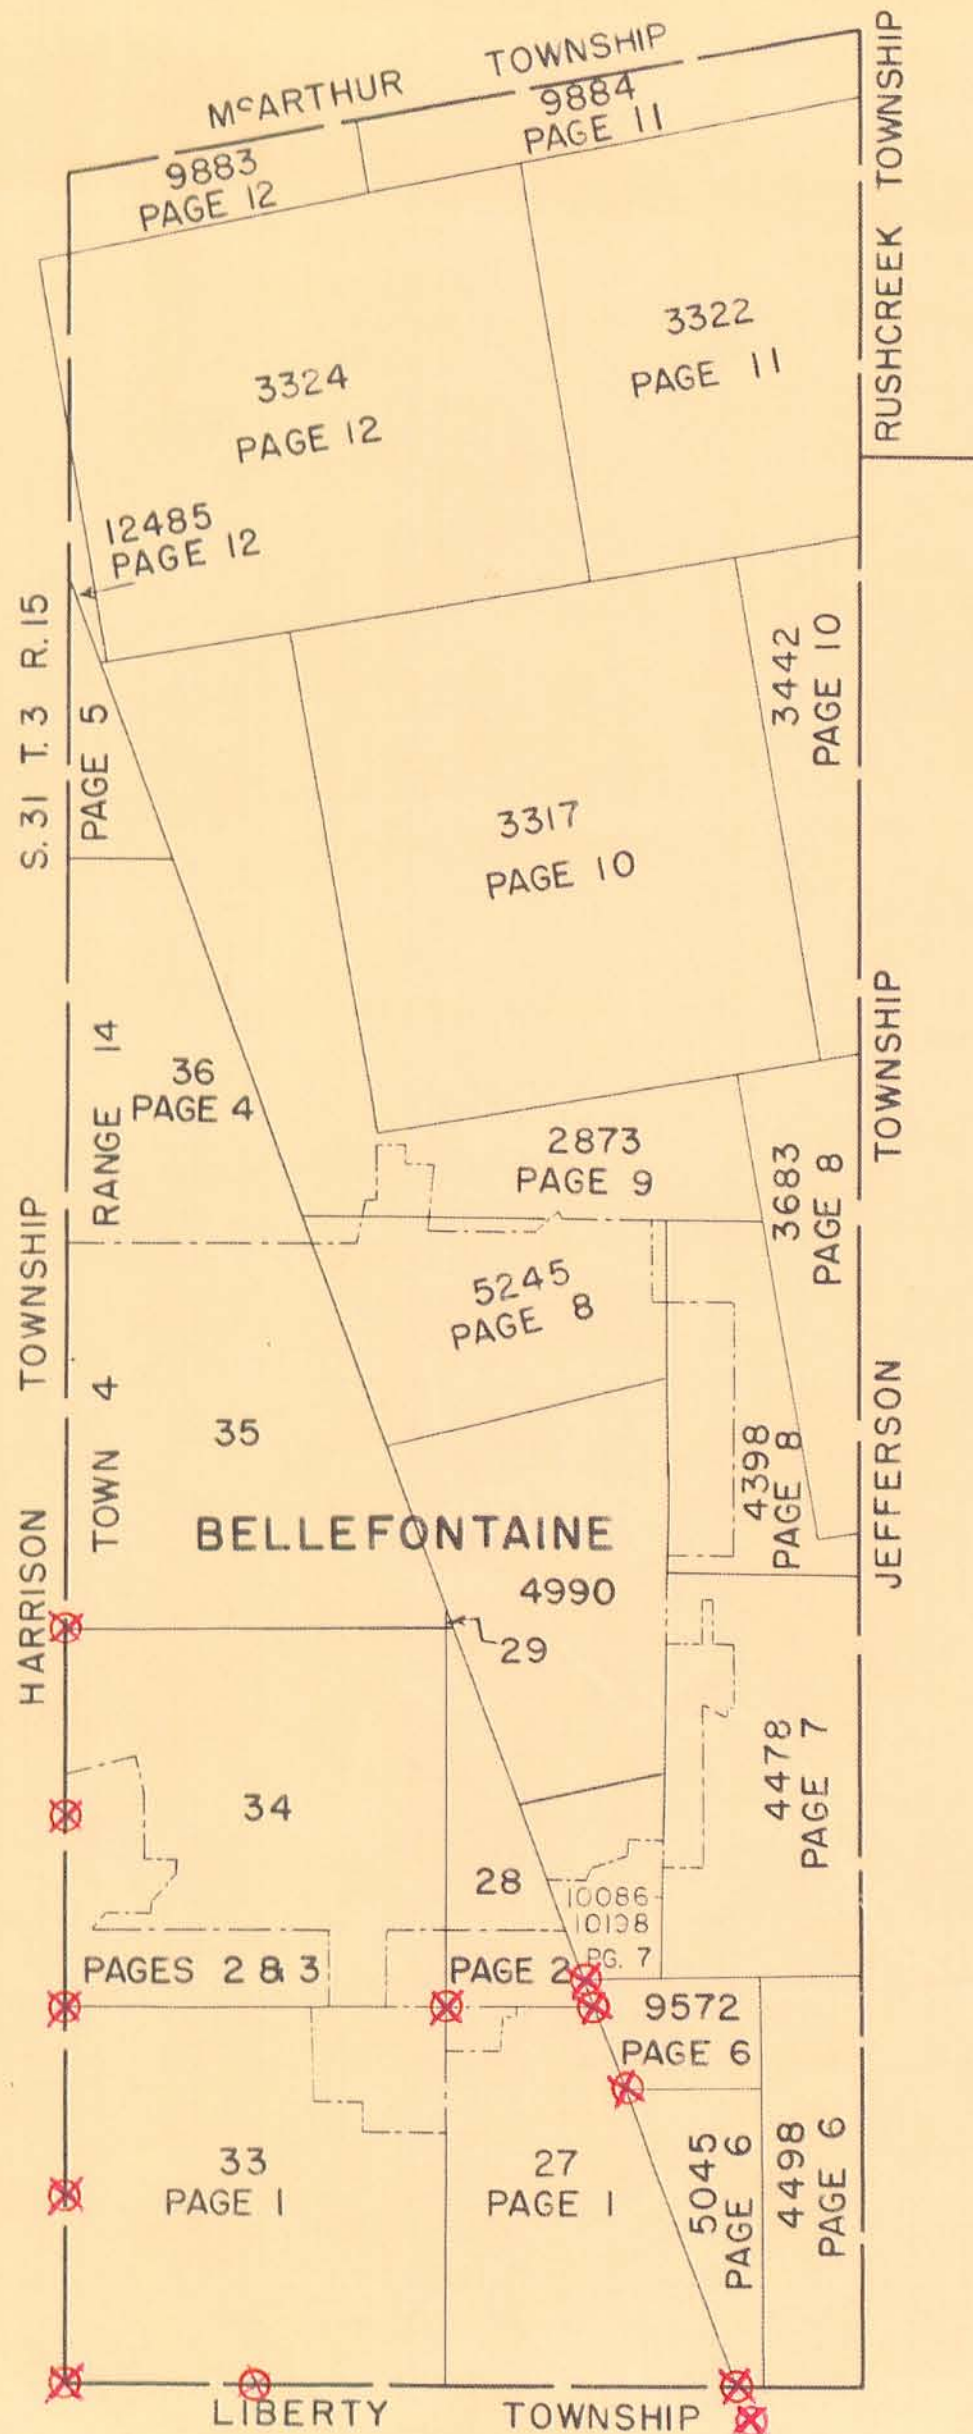 McARTHUR TOWNSHIP
9884
PAGE 11
9883
PAGE 12
RUSHCREEK TOWNSHIP
3322
PAGE 11
3324
PAGE 12
12485
PAGE 12
S. 31 T. 3 R. 15
PAGE 5
3442
PAGE 10
3317
PAGE 10
36
PAGE 4
TOWN 4 RANGE 14
HARRISON TOWNSHIP
2873
PAGE 9
3683
PAGE 8
JEFFERSON TOWNSHIP
5245
PAGE 8
35
4398
PAGE 8
BELLEFONTAINE
4990
29
34
4478
PAGE 7
28
10086
10198
PG. 7
PAGES 2 & 3
PAGE 2
9572
PAGE 6
33
PAGE 1
27
PAGE 1
5045
PAGE 6
4498
PAGE 6
LIBERTY TOWNSHIP